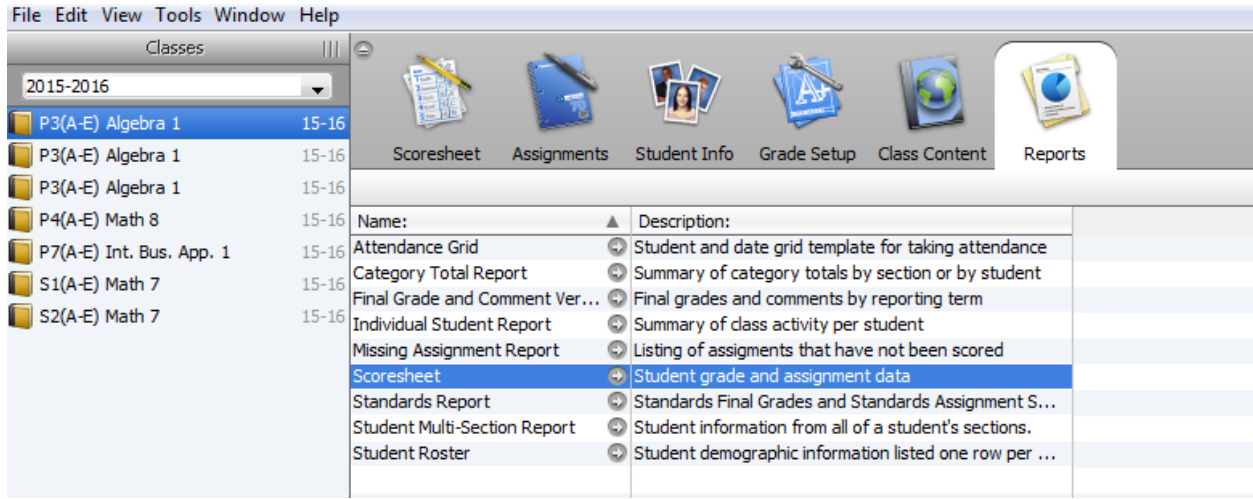 File Edit View Tools Window Help
Classes
2015-2016
P3(A-E) Algebra 1 15-16
P3(A-E) Algebra 1 15-16
P3(A-E) Algebra 1 15-16
P4(A-E) Math 8 15-16
P7(A-E) Int. Bus. App. 1 15-16
S1(A-E) Math 7 15-16
S2(A-E) Math 7 15-16
Scoresheet Assignments Student Info Grade Setup Class Content Reports
Name: Description:
Attendance Grid Student and date grid template for taking attendance
Category Total Report Summary of category totals by section or by student
Final Grade and Comment Ver... Final grades and comments by reporting term
Individual Student Report Summary of class activity per student
Missing Assignment Report Listing of assigments that have not been scored
Scoresheet Student grade and assignment data
Standards Report Standards Final Grades and Standards Assignment S...
Student Multi-Section Report Student information from all of a student's sections.
Student Roster Student demographic information listed one row per ...